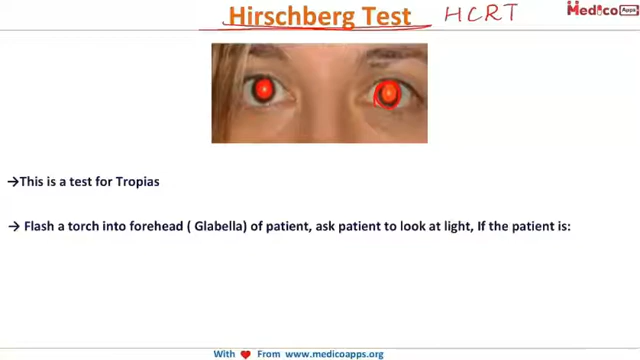 Hirschberg Test HCRT
Medico Apps
→This is a test for Tropias
→ Flash a torch into forehead ( Glabella) of patient, ask patient to look at light, If the patient is:
With ❤ From www.medicoapps.org